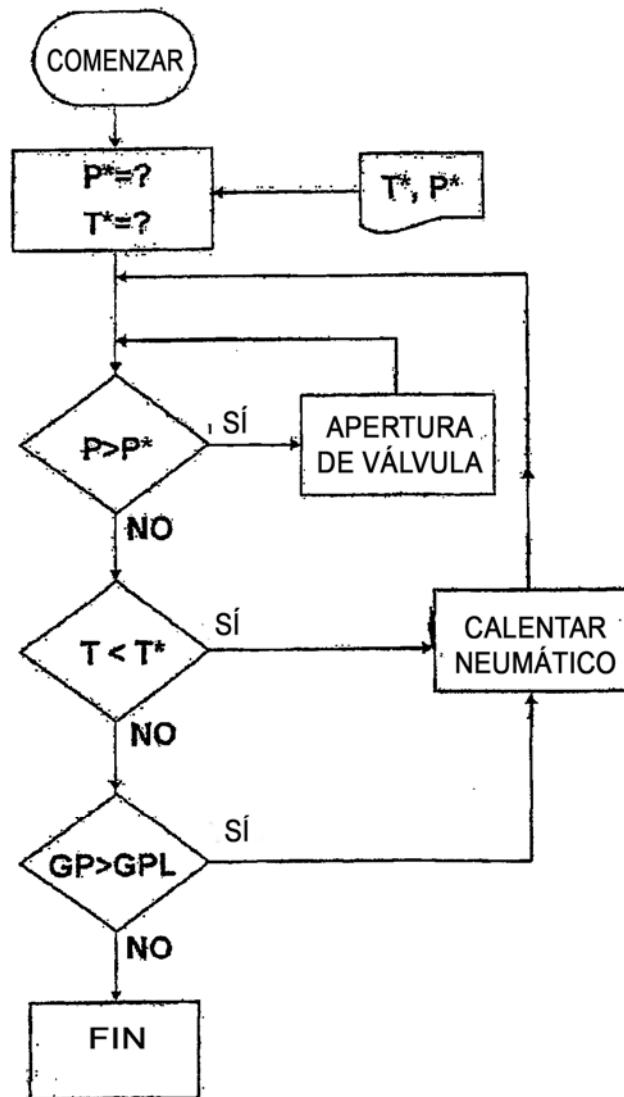 COMENZAR
P*=?
T*=?
T*, P*
P>P*
SÍ
APERTURA
DE VÁLVULA
NO
T < T*
SÍ
CALENTAR
NEUMÁTICO
NO
GP>GPL
SÍ
NO
FIN